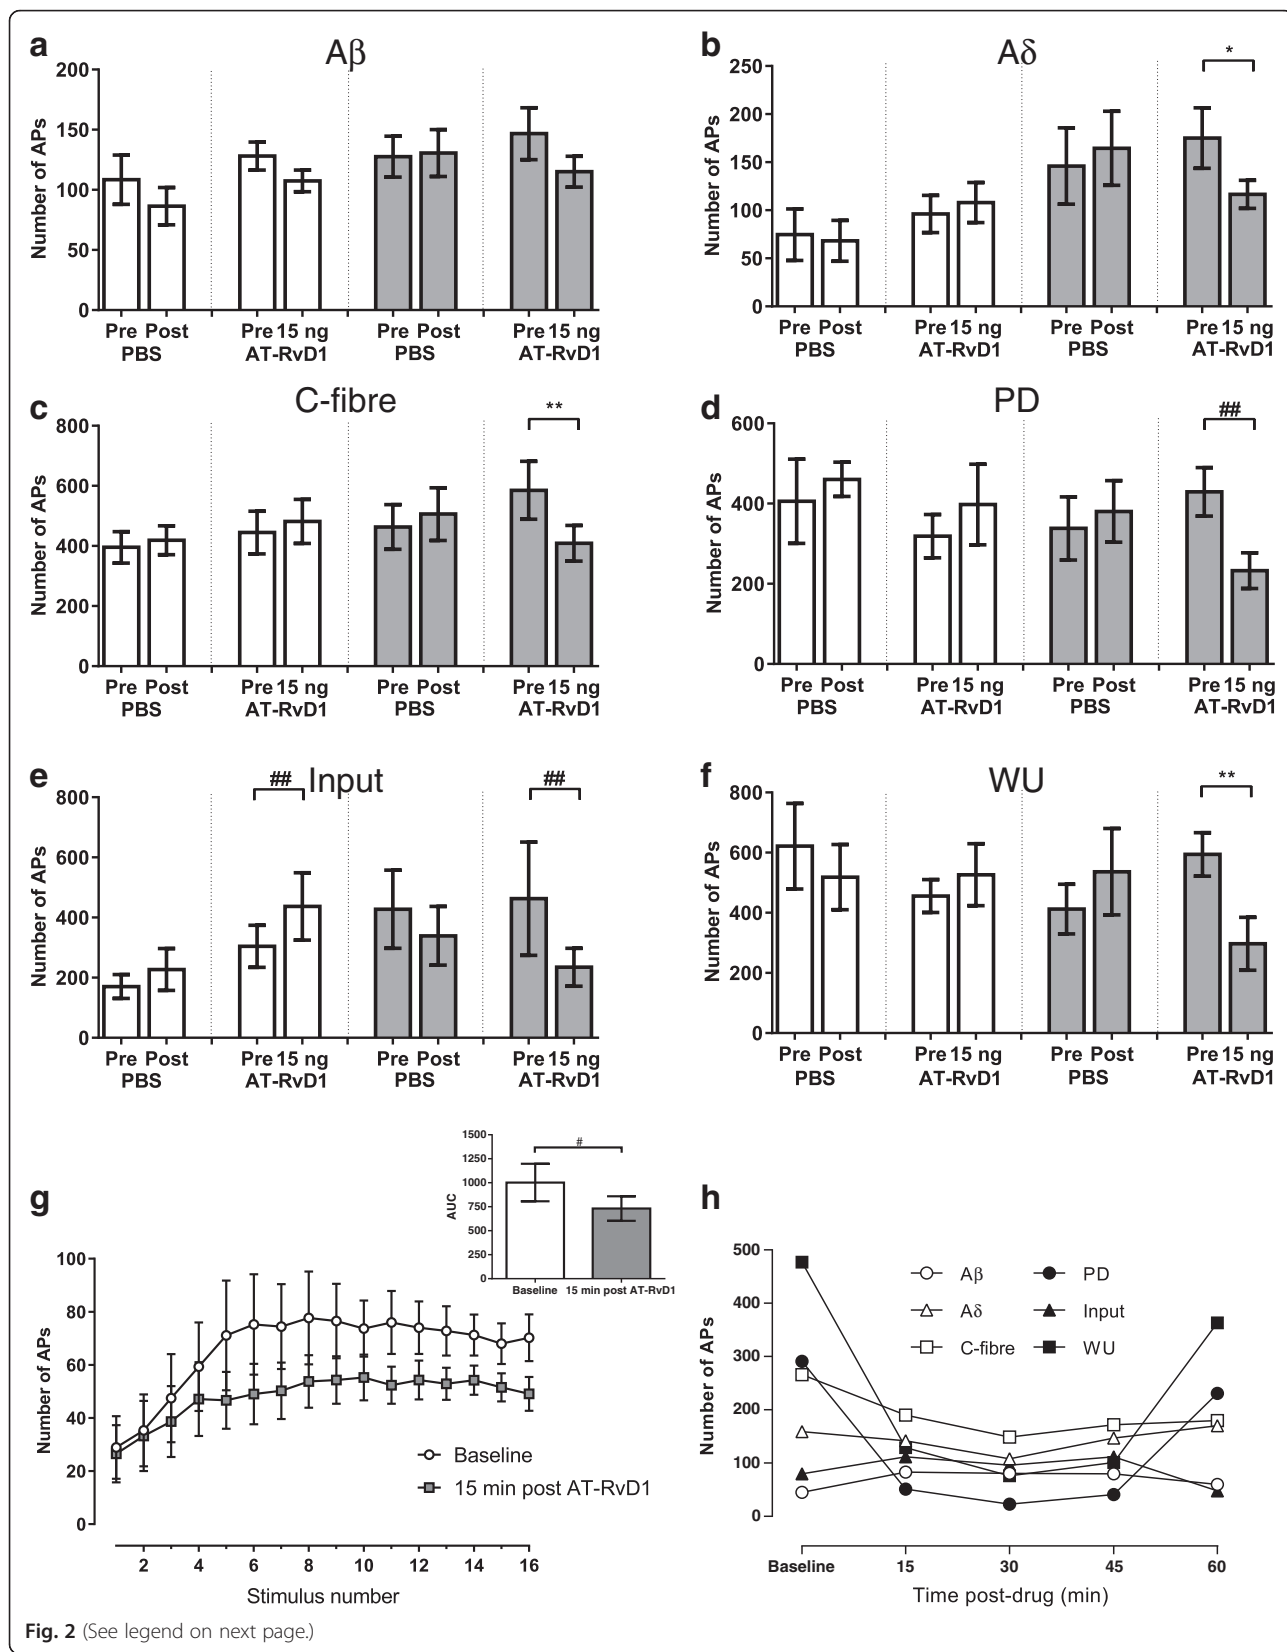 a
Aβ
Number of APs
200
150
100
50
0
Pre Post
PBS
Pre 15 ng
AT-RvD1
Pre Post
PBS
Pre 15 ng
AT-RvD1
b
Aδ
*
Number of APs
250
200
150
100
50
0
Pre Post
PBS
Pre 15 ng
AT-RvD1
Pre Post
PBS
Pre 15 ng
AT-RvD1
c
C-fibre
**
Number of APs
800
600
400
200
0
Pre Post
PBS
Pre 15 ng
AT-RvD1
Pre Post
PBS
Pre 15 ng
AT-RvD1
d
PD
##
Number of APs
600
400
200
0
Pre Post
PBS
Pre 15 ng
AT-RvD1
Pre Post
PBS
Pre 15 ng
AT-RvD1
e
## Input ##
Number of APs
800
600
400
200
0
Pre Post
PBS
Pre 15 ng
AT-RvD1
Pre Post
PBS
Pre 15 ng
AT-RvD1
f
WU
**
Number of APs
800
600
400
200
0
Pre Post
PBS
Pre 15 ng
AT-RvD1
Pre Post
PBS
Pre 15 ng
AT-RvD1
g
AUC
1500
1250
1000
750
500
250
0
#
Baseline 15 min post AT-RvD1
Number of APs
100
80
60
40
20
0
Baseline
15 min post AT-RvD1
2 4 6 8 10 12 14 16
Stimulus number
h
Number of APs
500
400
300
200
100
0
Aβ PD
Aδ Input
C-fibre WU
Baseline 15 30 45 60
Time post-drug (min)
Fig. 2 (See legend on next page.)